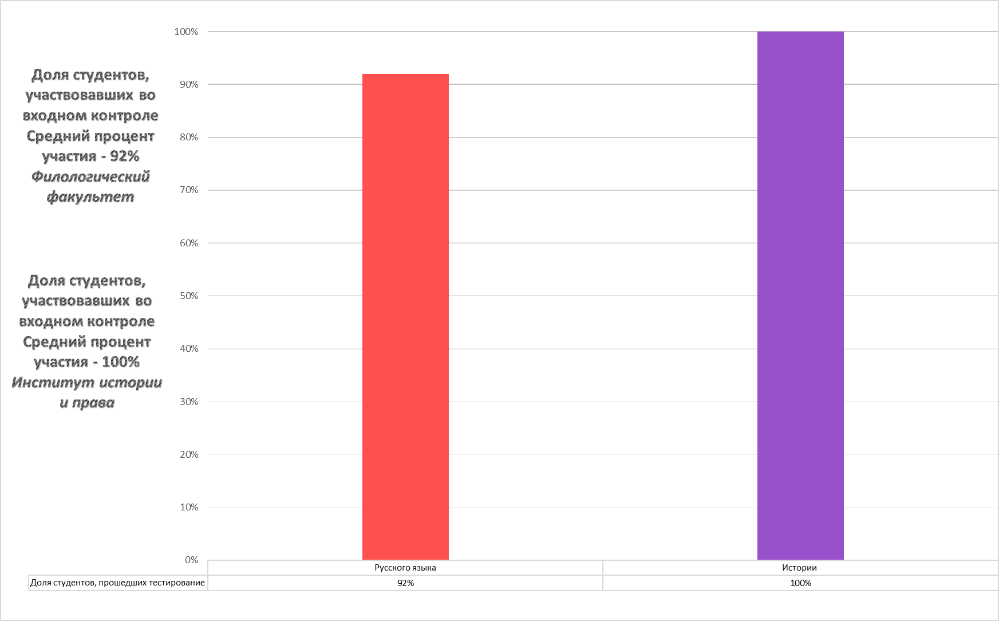 Доля студентов,
участвовавших во
входном контроле
Средний процент
участия - 92%
Филологический
факультет
Доля студентов,
участвовавших во
входном контроле
Средний процент
участия - 100%
Институт истории
и права
100%
90%
80%
70%
60%
50%
40%
30%
20%
10%
0%
Русского языка
Истории
Доля студентов, прошедших тестирование
92%
100%